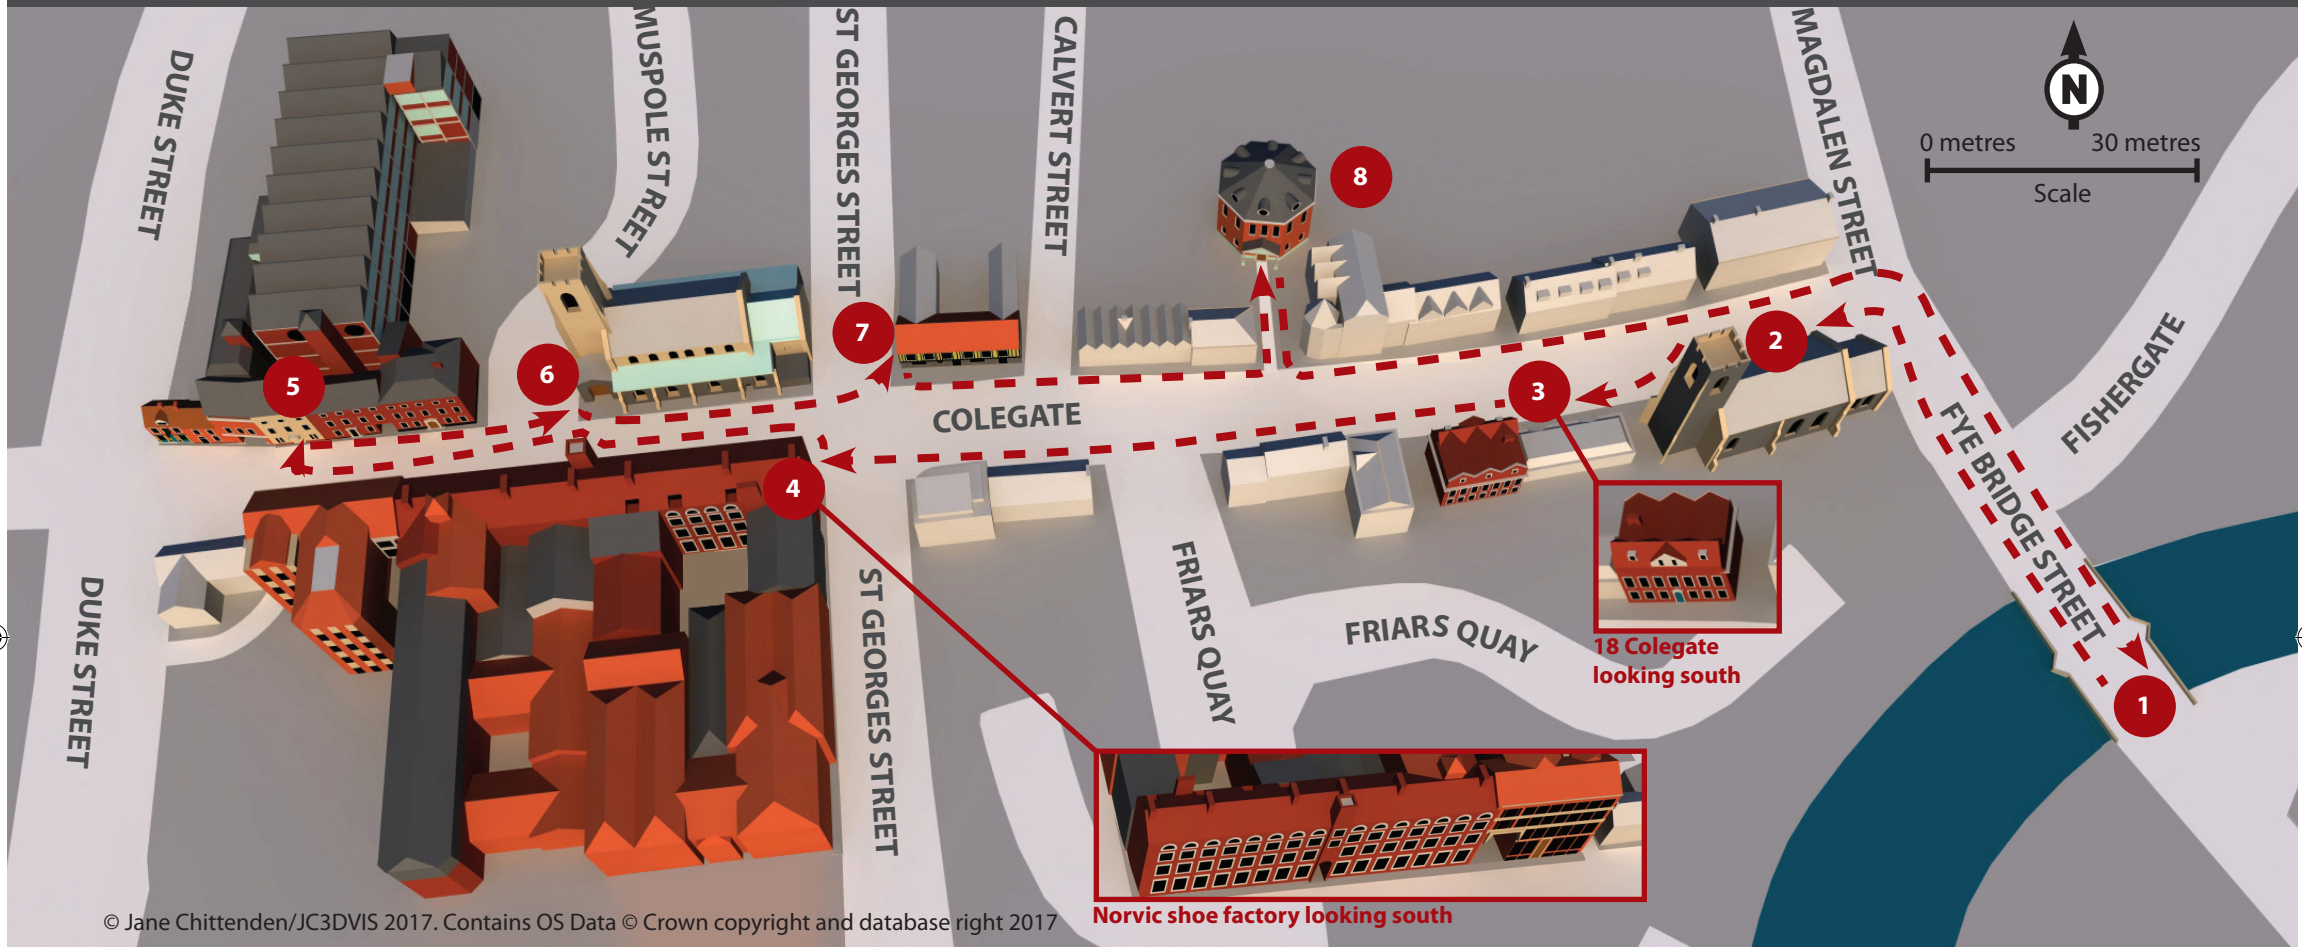 DUKE STREET
MUSPOLE STREET
ST GEORGES STREET
CALVERT STREET
MAGDALEN STREET
N
0 metres 30 metres
Scale
8
7
2
5
6
3
COLEGATE
FISHERGATE
4
FYE BRIDGE STREET
DUKE STREET
ST GEORGES STREET
FRIARS QUAY
FRIARS QUAY
18 Colegate
looking south
1
© Jane Chittenden/JC3DVIS 2017. Contains OS Data © Crown copyright and database right 2017
Norvic shoe factory looking south